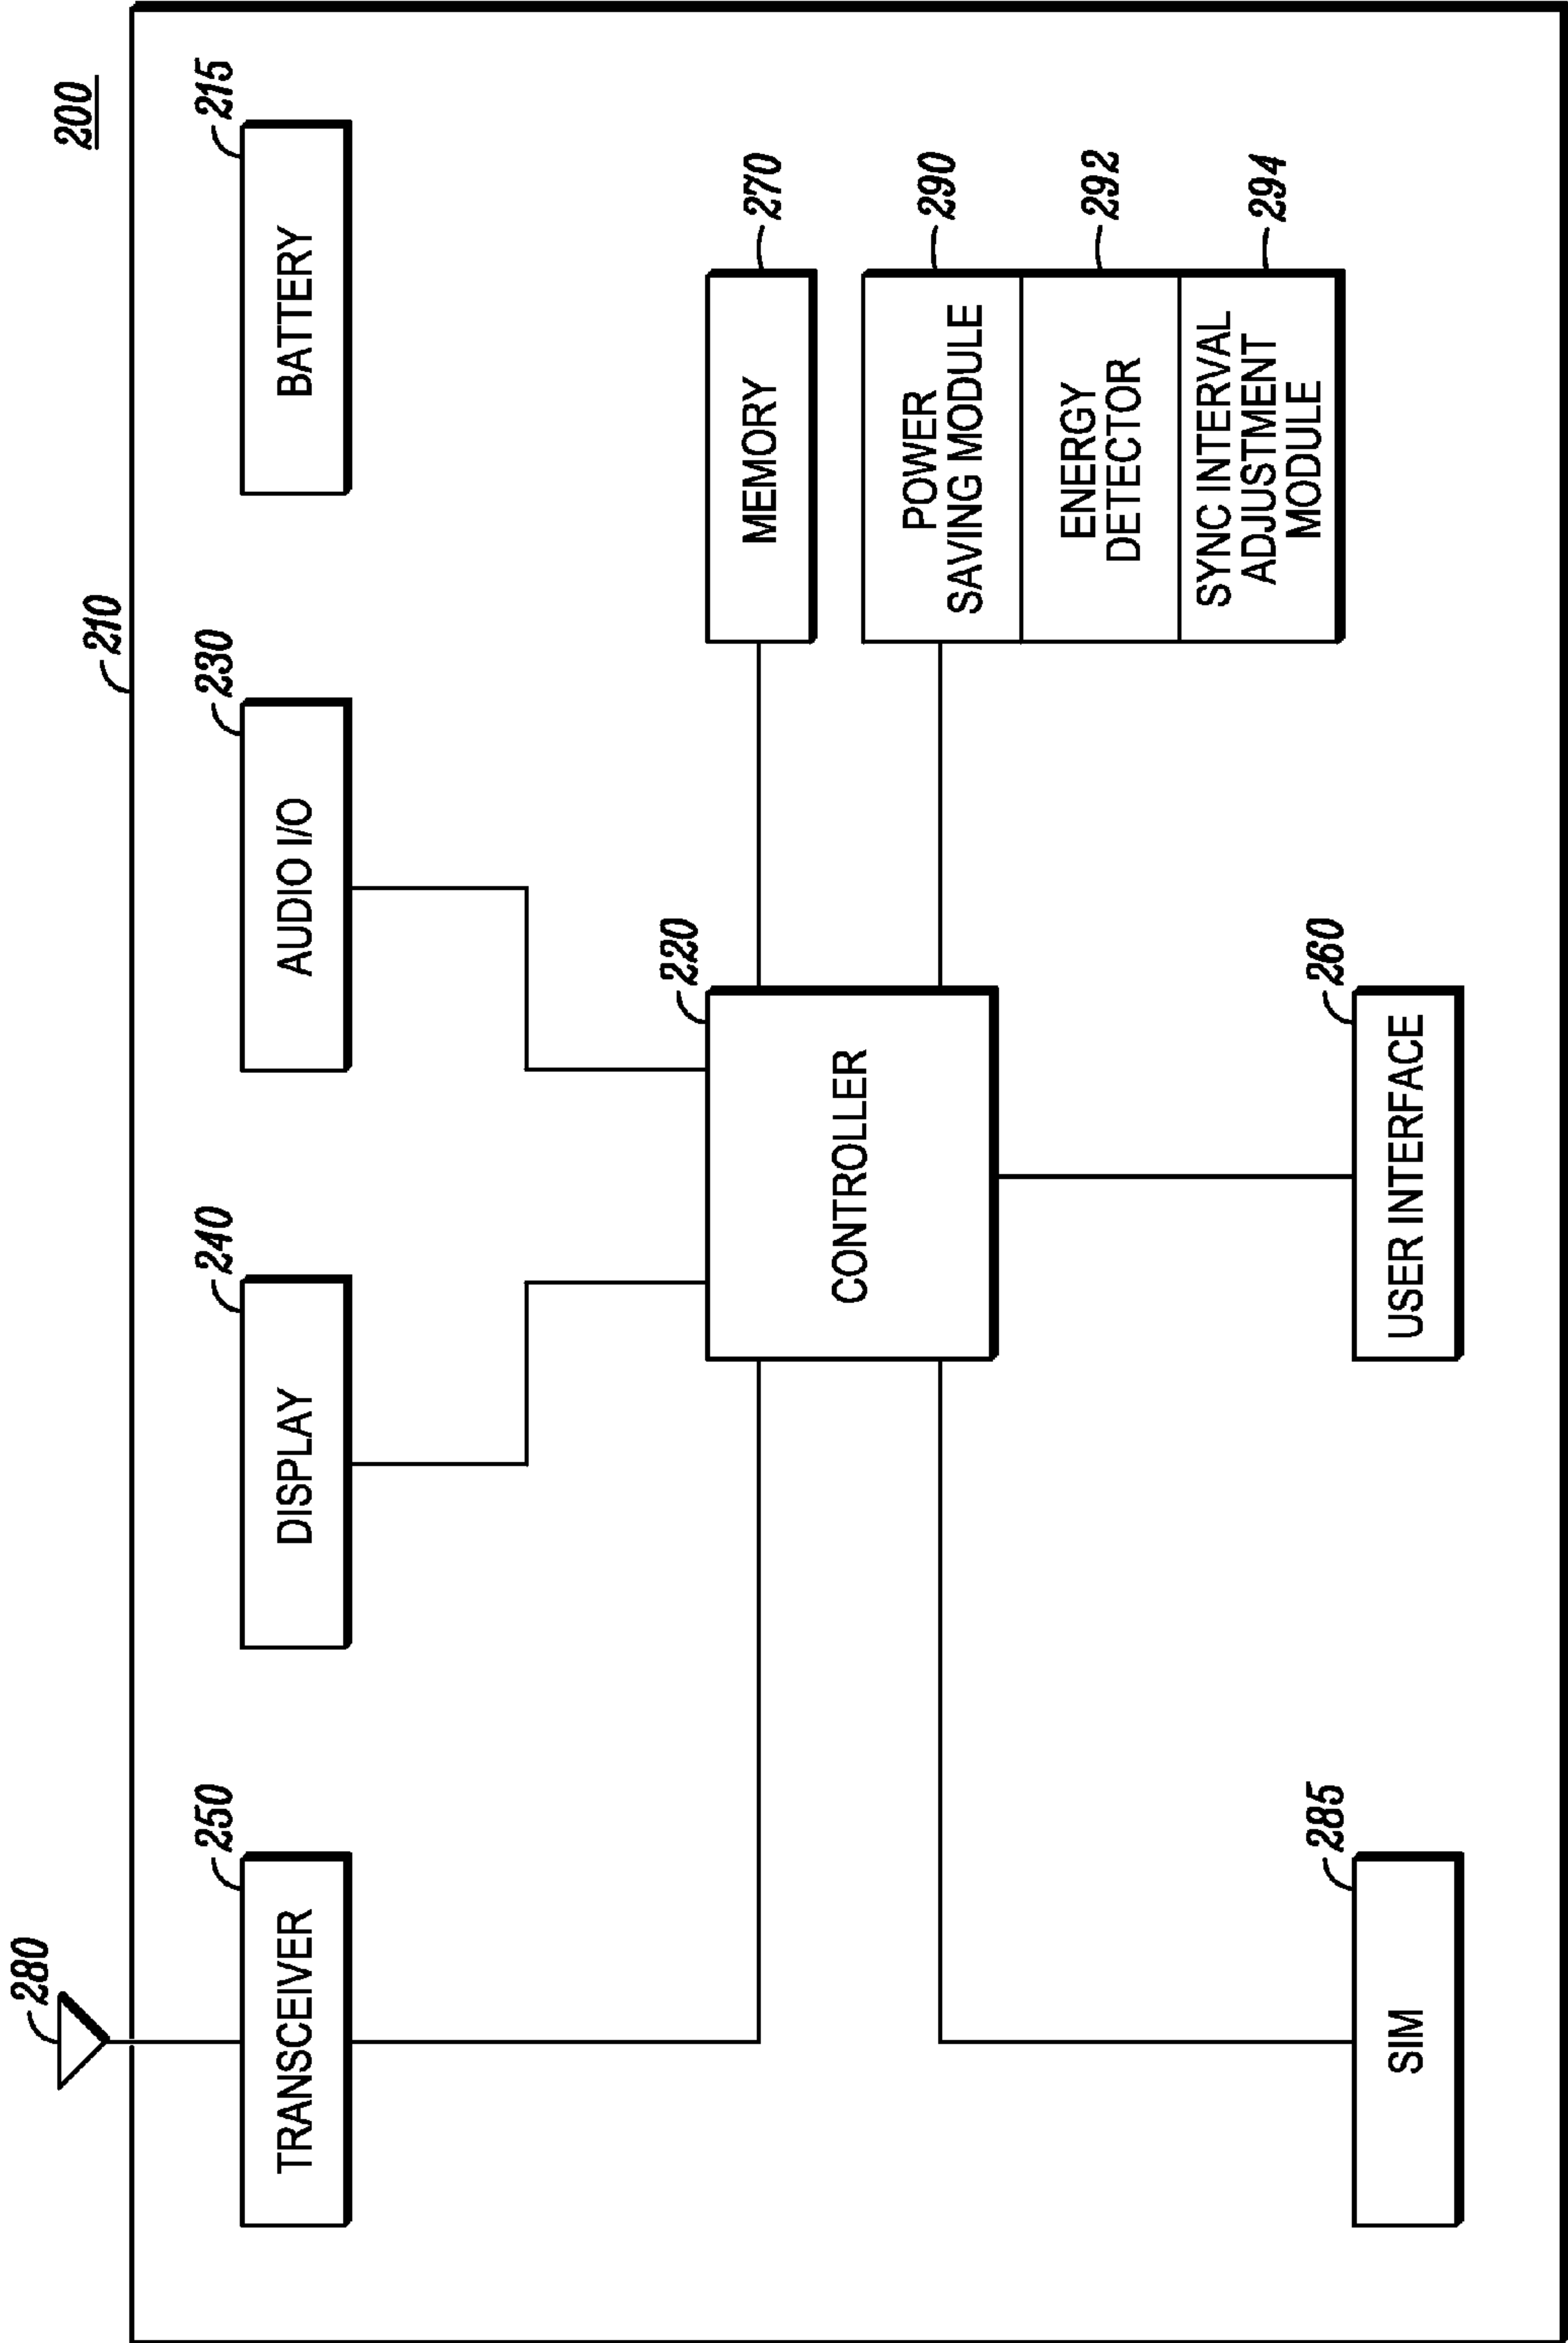 200
210
280
250
TRANSCEIVER
240
DISPLAY
230
AUDIO I/O
215
BATTERY
220
CONTROLLER
270
MEMORY
290
POWER
SAVING MODULE
292
ENERGY
DETECTOR
294
SYNC INTERVAL
ADJUSTMENT
MODULE
285
SIM
260
USER INTERFACE